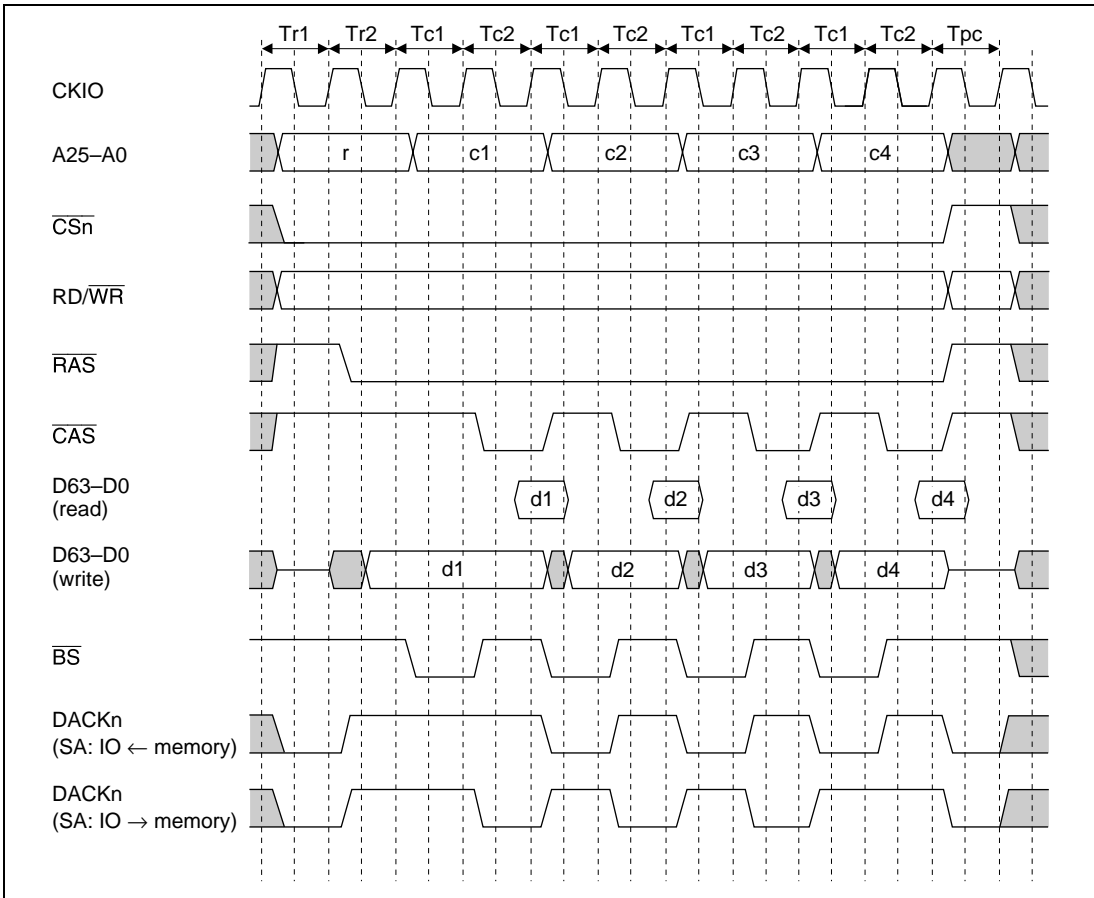 Tr1 Tr2 Tc1 Tc2 Tc1 Tc2 Tc1 Tc2 Tc1 Tc2 Tpc
CKIO
A25–A0 r c1 c2 c3 c4
CSn
RD/WR
RAS
CAS
D63–D0
(read) d1 d2 d3 d4
D63–D0
(write) d1 d2 d3 d4
BS
DACKn
(SA: IO ← memory)
DACKn
(SA: IO → memory)